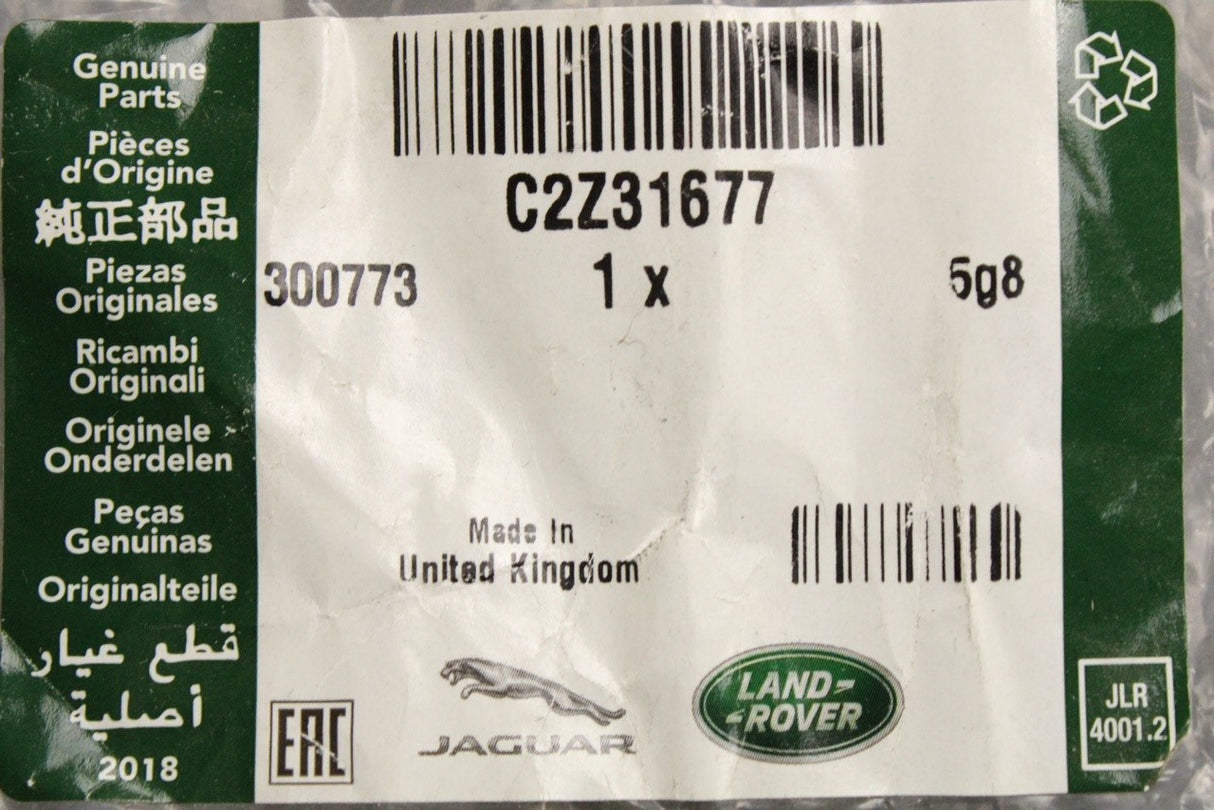 Genuine
Parts
Pièces
d'Origine
純正部品
Piezas
Originales
Ricambi
Originali
Originele
Onderdelen
Peças
Genuinas
Originalteile
قطع غيار
أصلية
2018
C2Z31677
300773 1 x 5g8
Made In
United Kingdom
EAC
JAGUAR
LAND-
-ROVER
JLR
4001.2